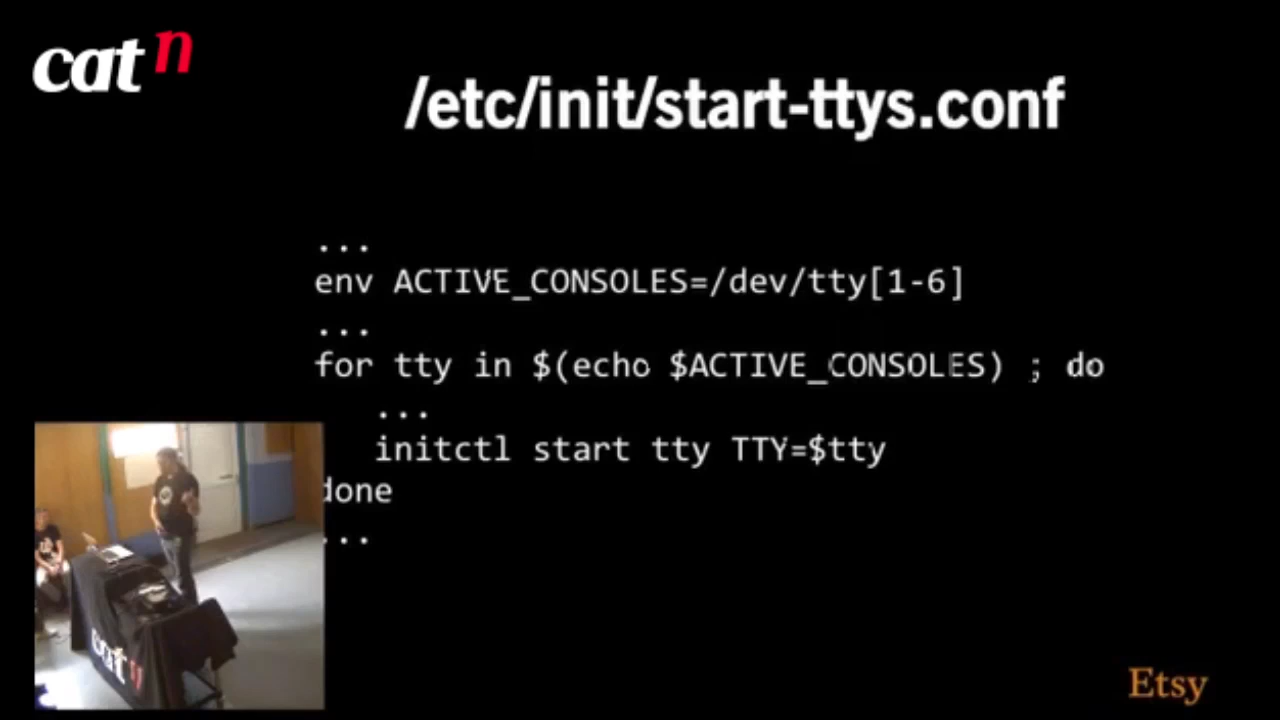 cat n
/etc/init/start-ttys.conf
...
env ACTIVE_CONSOLES=/dev/tty[1-6]
...
for tty in $(echo $ACTIVE_CONSOLES) ; do
...
initctl start tty TTY=$tty
done
...
cat n
Etsy